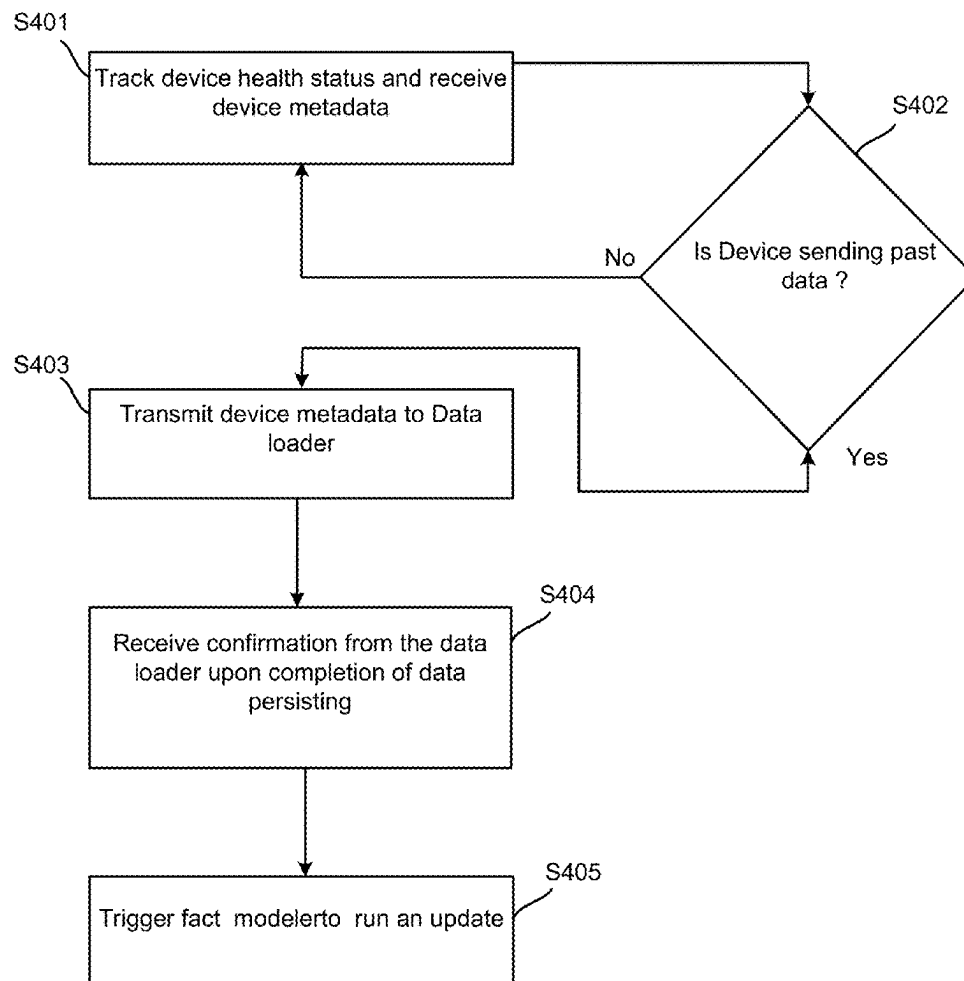 S401
Track device health status and receive
device metadata
S402
Is Device sending past
data ?
No
Yes
S403
Transmit device metadata to Data
loader
S404
Receive confirmation from the data
loader upon completion of data
persisting
S405
Trigger fact modelerto run an update